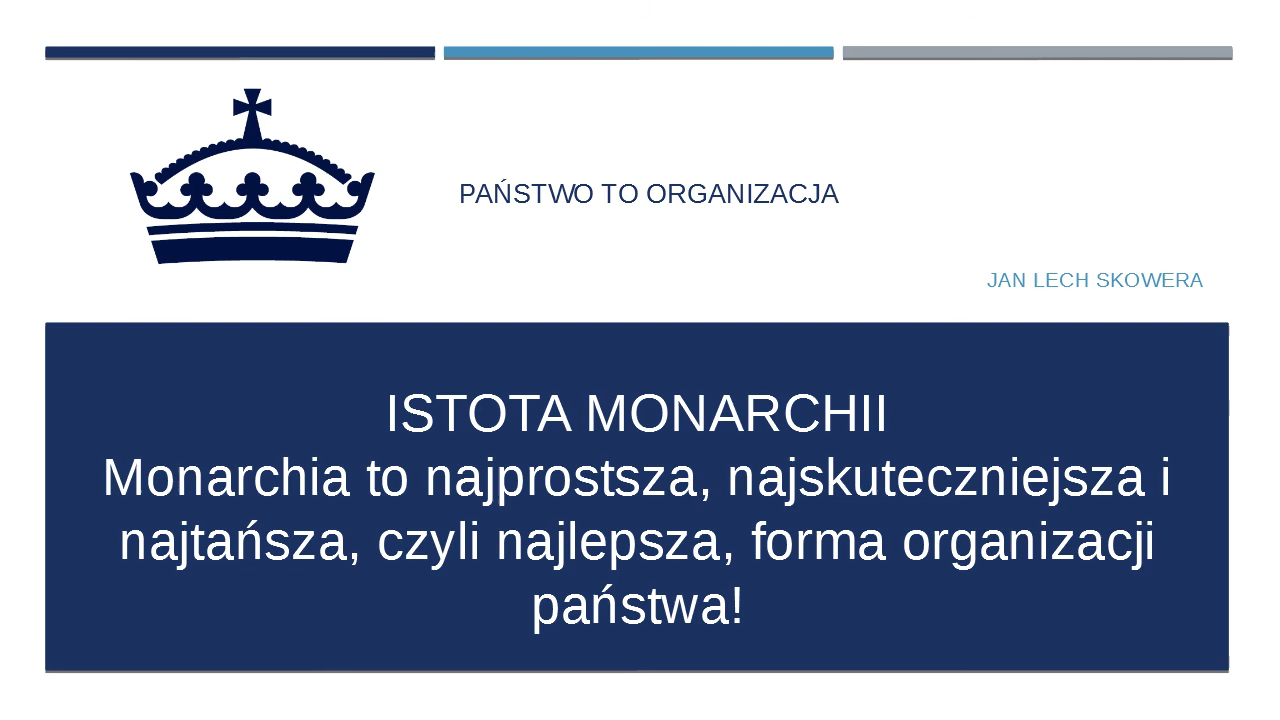 PAŃSTWO TO ORGANIZACJA
JAN LECH SKOWERA
ISTOTA MONARCHII
Monarchia to najprostsza, najskuteczniejsza i
najtańsza, czyli najlepsza, forma organizacji
państwa!